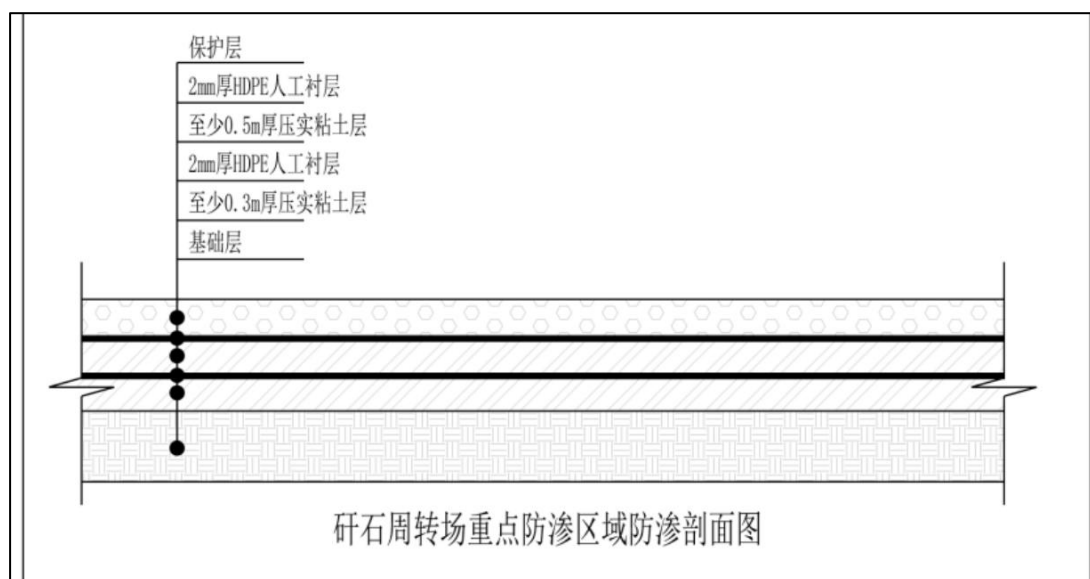 保护层
2mm厚HDPE人工衬层
至少0.5m厚压实粘土层
2mm厚HDPE人工衬层
至少0.3m厚压实粘土层
基础层
矸石周转场重点防渗区域防渗剖面图